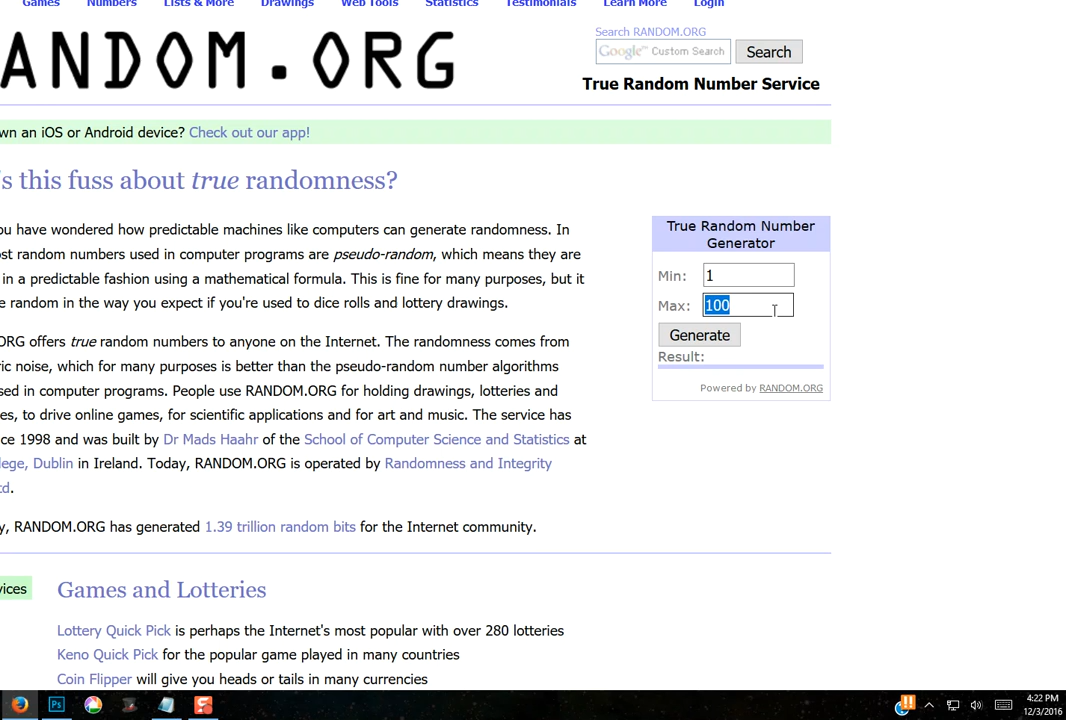 Games Numbers Lists & More Drawings Web Tools Statistics Testimonials Learn More Login
ANDOM.ORG
Search RANDOM.ORG
Google™ Custom Search Search
True Random Number Service
wn an iOS or Android device? Check out our app!
's this fuss about true randomness?
ou have wondered how predictable machines like computers can generate randomness. In
st random numbers used in computer programs are pseudo-random, which means they are
in a predictable fashion using a mathematical formula. This is fine for many purposes, but it
e random in the way you expect if you're used to dice rolls and lottery drawings.
ORG offers true random numbers to anyone on the Internet. The randomness comes from
ric noise, which for many purposes is better than the pseudo-random number algorithms
sed in computer programs. People use RANDOM.ORG for holding drawings, lotteries and
es, to drive online games, for scientific applications and for art and music. The service has
ce 1998 and was built by Dr Mads Haahr of the School of Computer Science and Statistics at
lege, Dublin in Ireland. Today, RANDOM.ORG is operated by Randomness and Integrity
td.
y, RANDOM.ORG has generated 1.39 trillion random bits for the Internet community.
True Random Number
Generator
Min: 1
Max: 100
Generate
Result:
Powered by RANDOM.ORG
vices
Games and Lotteries
Lottery Quick Pick is perhaps the Internet's most popular with over 280 lotteries
Keno Quick Pick for the popular game played in many countries
Coin Flipper will give you heads or tails in many currencies
Ps
4:22 PM
12/3/2016